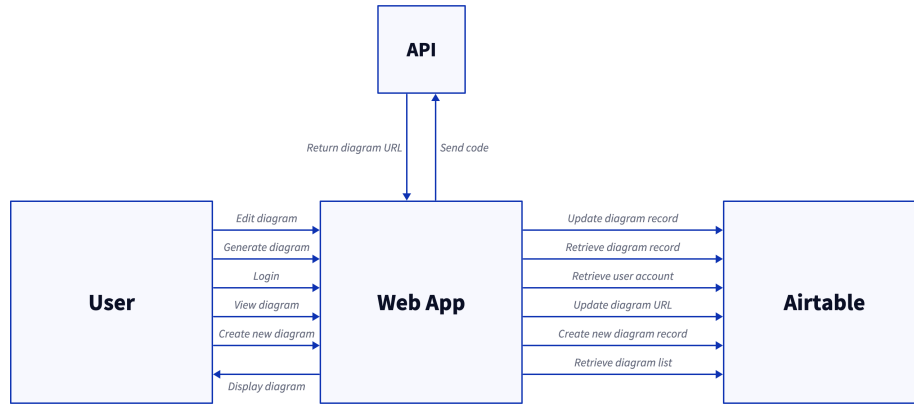 API
Return diagram URL
Send code
User
Edit diagram
Generate diagram
Login
View diagram
Create new diagram
Display diagram
Web App
Update diagram record
Retrieve diagram record
Retrieve user account
Update diagram URL
Create new diagram record
Retrieve diagram list
Airtable